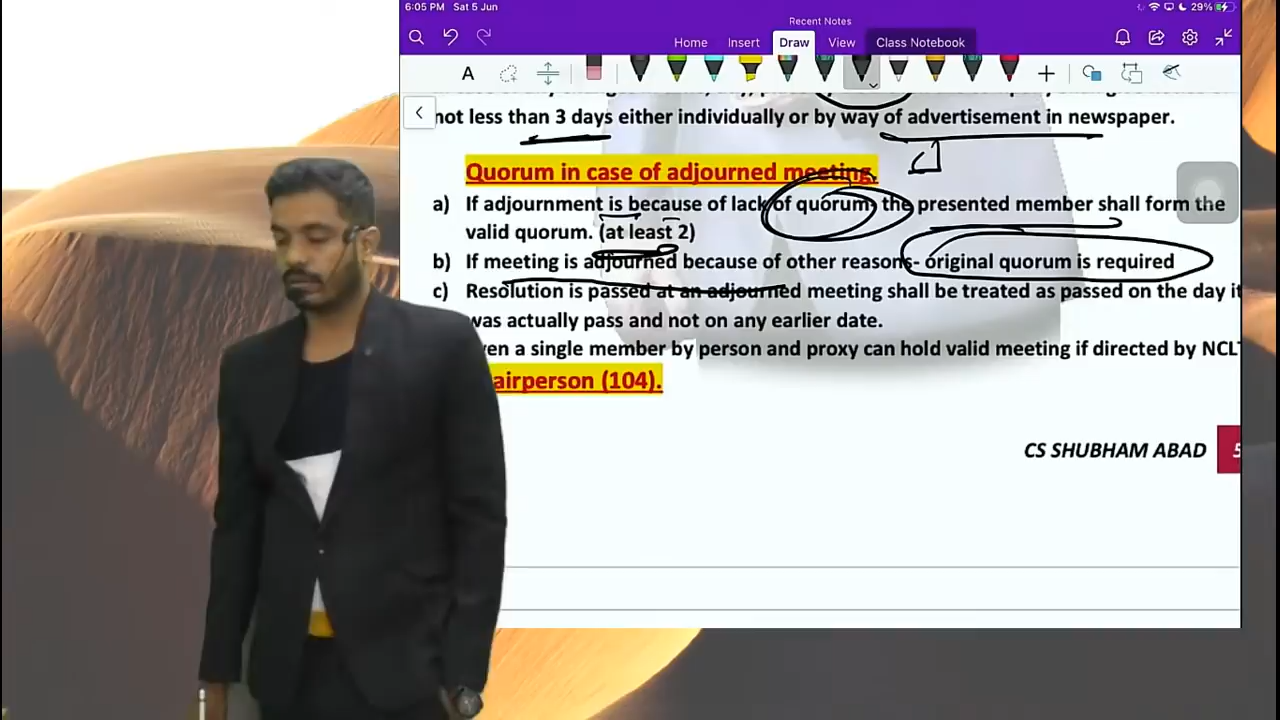 6:05 PM Sat 5 Jun
29%
Recent Notes
Home Insert Draw View Class Notebook
A
not less than 3 days either individually or by way of advertisement in newspaper.
Quorum in case of adjourned meeting,
a) If adjournment is because of lack of quorum the presented member shall form the
valid quorum. (at least 2)
b) If meeting is adjourned because of other reasons- original quorum is required
c) Resolution is passed at an adjourned meeting shall be treated as passed on the day it
was actually pass and not on any earlier date.
a single member by person and proxy can hold valid meeting if directed by NCLT
(104).
CS SHUBHAM ABAD 5